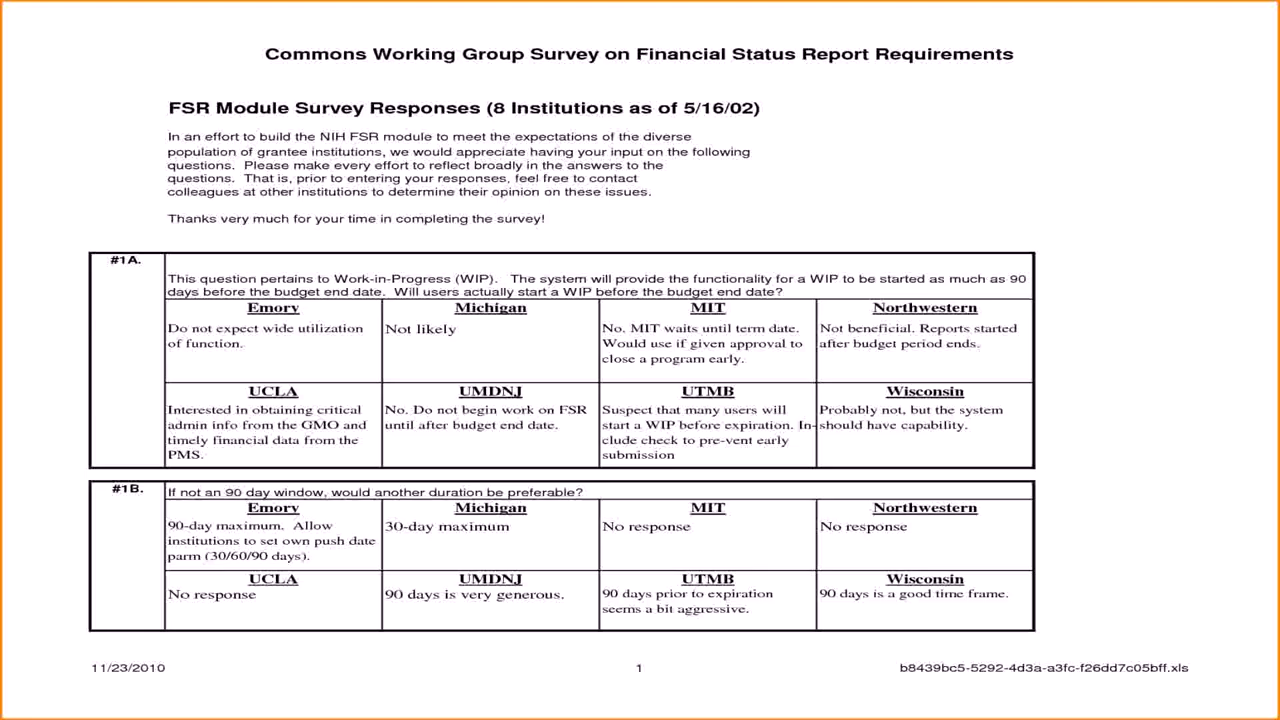 Commons Working Group Survey on Financial Status Report Requirements
FSR Module Survey Responses (8 Institutions as of 5/16/02)
In an effort to build the NIH FSR module to meet the expectations of the diverse
population of grantee institutions, we would appreciate having your input on the following
questions.  Please make every effort to reflect broadly in the answers to the
questions.  That is, prior to entering your responses, feel free to contact
colleagues at other institutions to determine their opinion on these issues.
Thanks very much for your time in completing the survey!
#1A.
This question pertains to Work-in-Progress (WIP).   The system will provide the functionality for a WIP to be started as much as 90
days before the budget end date.  Will users actually start a WIP before the budget end date?
Emory
Do not expect wide utilization
of function.
Michigan
Not likely
MIT
No. MIT waits until term date.
Would use if given approval to
close a program early.
Northwestern
Not beneficial. Reports started
after budget period ends.
UCLA
Interested in obtaining critical
admin info from the GMO and
timely financial data from the
PMS.
UMDNJ
No. Do not begin work on FSR
until after budget end date.
UTMB
Suspect that many users will
start a WIP before expiration. In-
clude check to pre-vent early
submission
Wisconsin
Probably not, but the system
should have capability.
#1B.
If not an 90 day window, would another duration be preferable?
Emory
90-day maximum.  Allow
institutions to set own push date
parm (30/60/90 days).
Michigan
30-day maximum
MIT
No response
Northwestern
No response
UCLA
No response
UMDNJ
90 days is very generous.
UTMB
90 days prior to expiration
seems a bit aggressive.
Wisconsin
90 days is a good time frame.
11/23/2010
1
b8439bc5-5292-4d3a-a3fc-f26dd7c05bff.xls